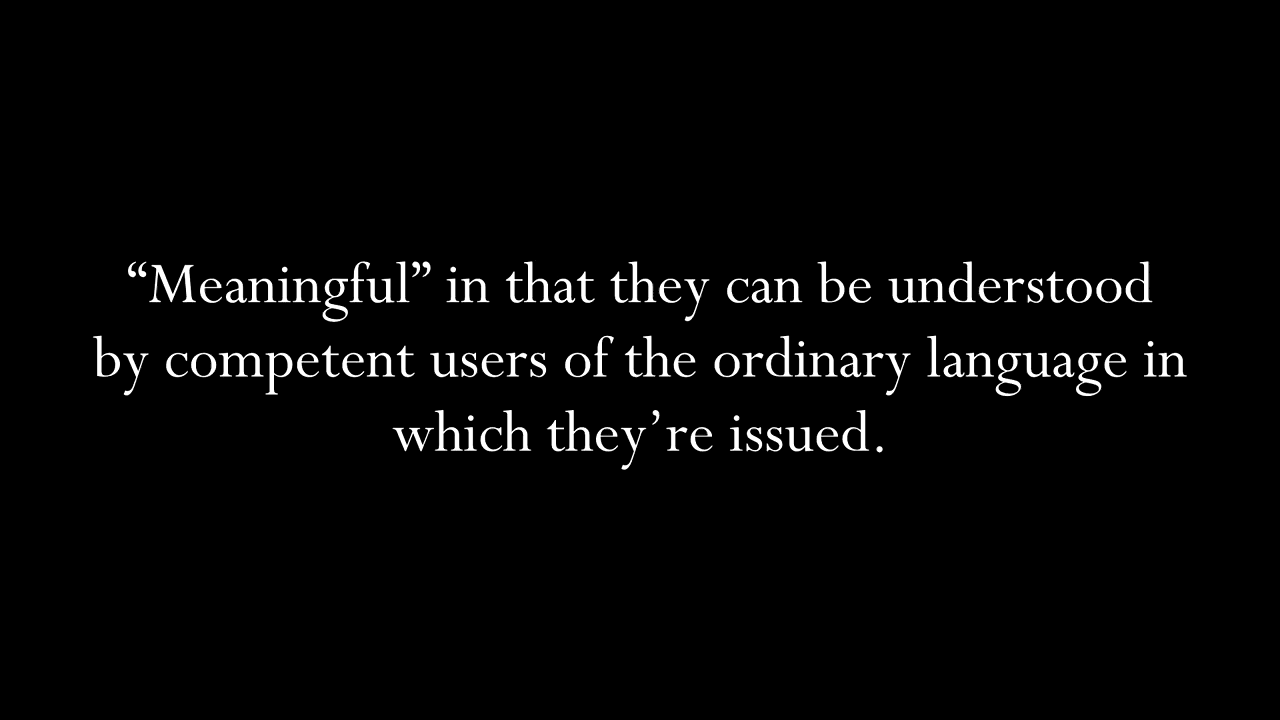 “Meaningful” in that they can be understood
by competent users of the ordinary language in
which they’re issued.